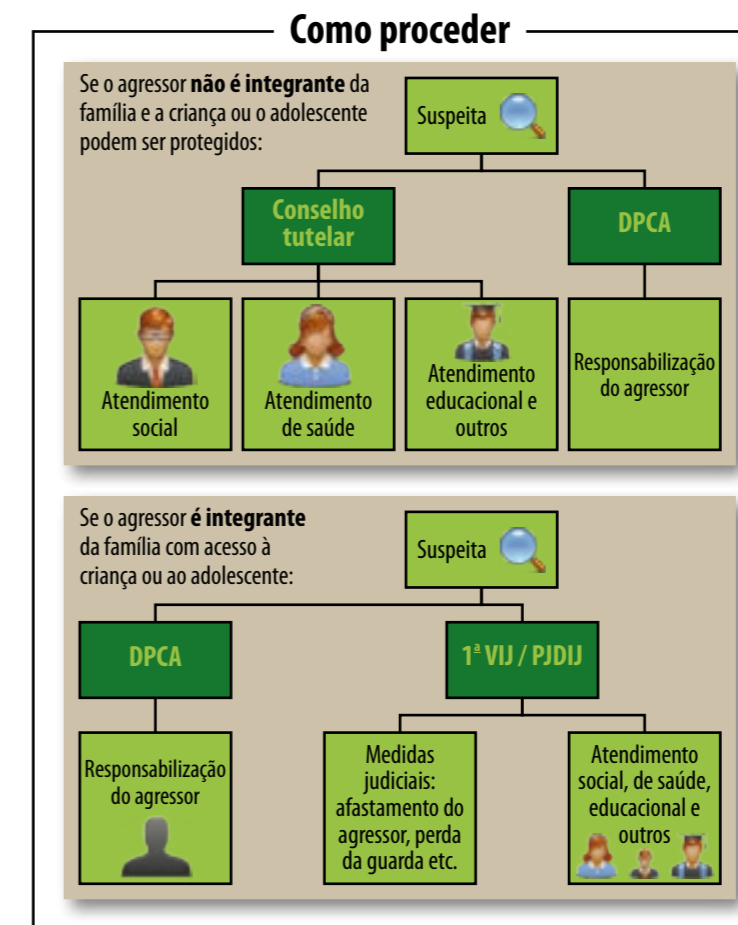 Como proceder
Se o agressor não é integrante da
família e a criança ou o adolescente
podem ser protegidos:
Suspeita
Conselho
tutelar
DPCA
Atendimento
social
Atendimento
de saúde
Atendimento
educacional e
outros
Responsabilização
do agressor
Se o agressor é integrante
da família com acesso à
criança ou ao adolescente:
Suspeita
DPCA
1ª VIJ / PJDIJ
Responsabilização
do agressor
Medidas
judiciais:
afastamento do
agressor, perda
da guarda etc.
Atendimento
social, de saúde,
educacional e
outros